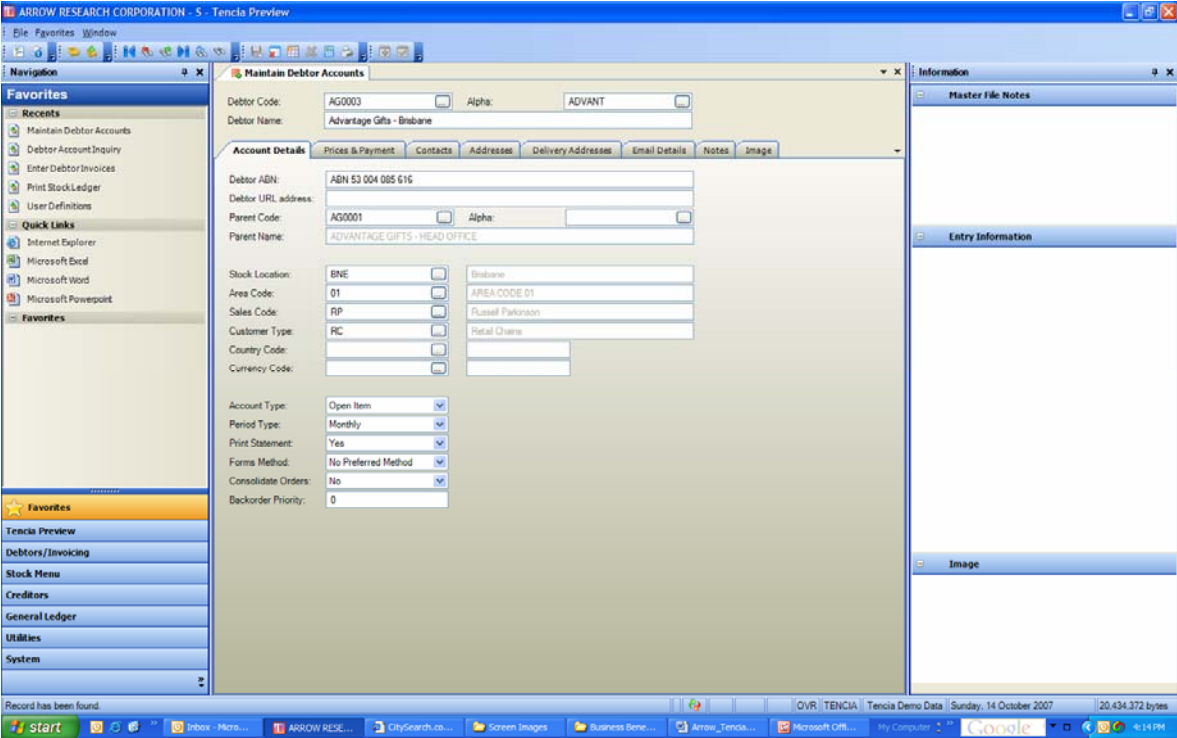 ARROW RESEARCH CORPORATION - 5 - Tencia Preview
File Favorites Window
Navigation
Favorites
Recents
Maintain Debtor Accounts
Debtor Account Inquiry
Enter Debtor Invoices
Print Stock Ledger
User Definitions
Quick Links
Internet Explorer
Microsoft Excel
Microsoft Word
Microsoft Powerpoint
Favorites
Favorites
Tencia Preview
Debtors/Invoicing
Stock Menu
Creditors
General Ledger
Utilities
System
Maintain Debtor Accounts
Debtor Code: AG0003 ... Alpha: ADVANT ...
Debtor Name: Advantage Gifts - Brisbane
Account Details Prices & Payment Contacts Addresses Delivery Addresses Email Details Notes Image
Debtor ABN: ABN 53 004 085 616
Debtor URL address:
Parent Code: AG0001 ... Alpha: ...
Parent Name: ADVANTAGE GIFTS - HEAD OFFICE
Stock Location: BNE ... Brisbane
Area Code: 01 ... AREA CODE 01
Sales Code: RP ... Russell Parkinson
Customer Type: RC ... Retail Chains
Country Code: ...
Currency Code: ...
Account Type: Open Item
Period Type: Monthly
Print Statement: Yes
Forms Method: No Preferred Method
Consolidate Orders: No
Backorder Priority: 0
Information
Master File Notes
Entry Information
Image
Record has been found. OVR TENCIA Tencia Demo Data Sunday, 14 October 2007 20,434,372 bytes
start Inbox - Micro... ARROW RESE... CitySearch.co... Screen Images Business Bene... Arrow_Tencia... Microsoft Offi... My Computer Google 4:14 PM